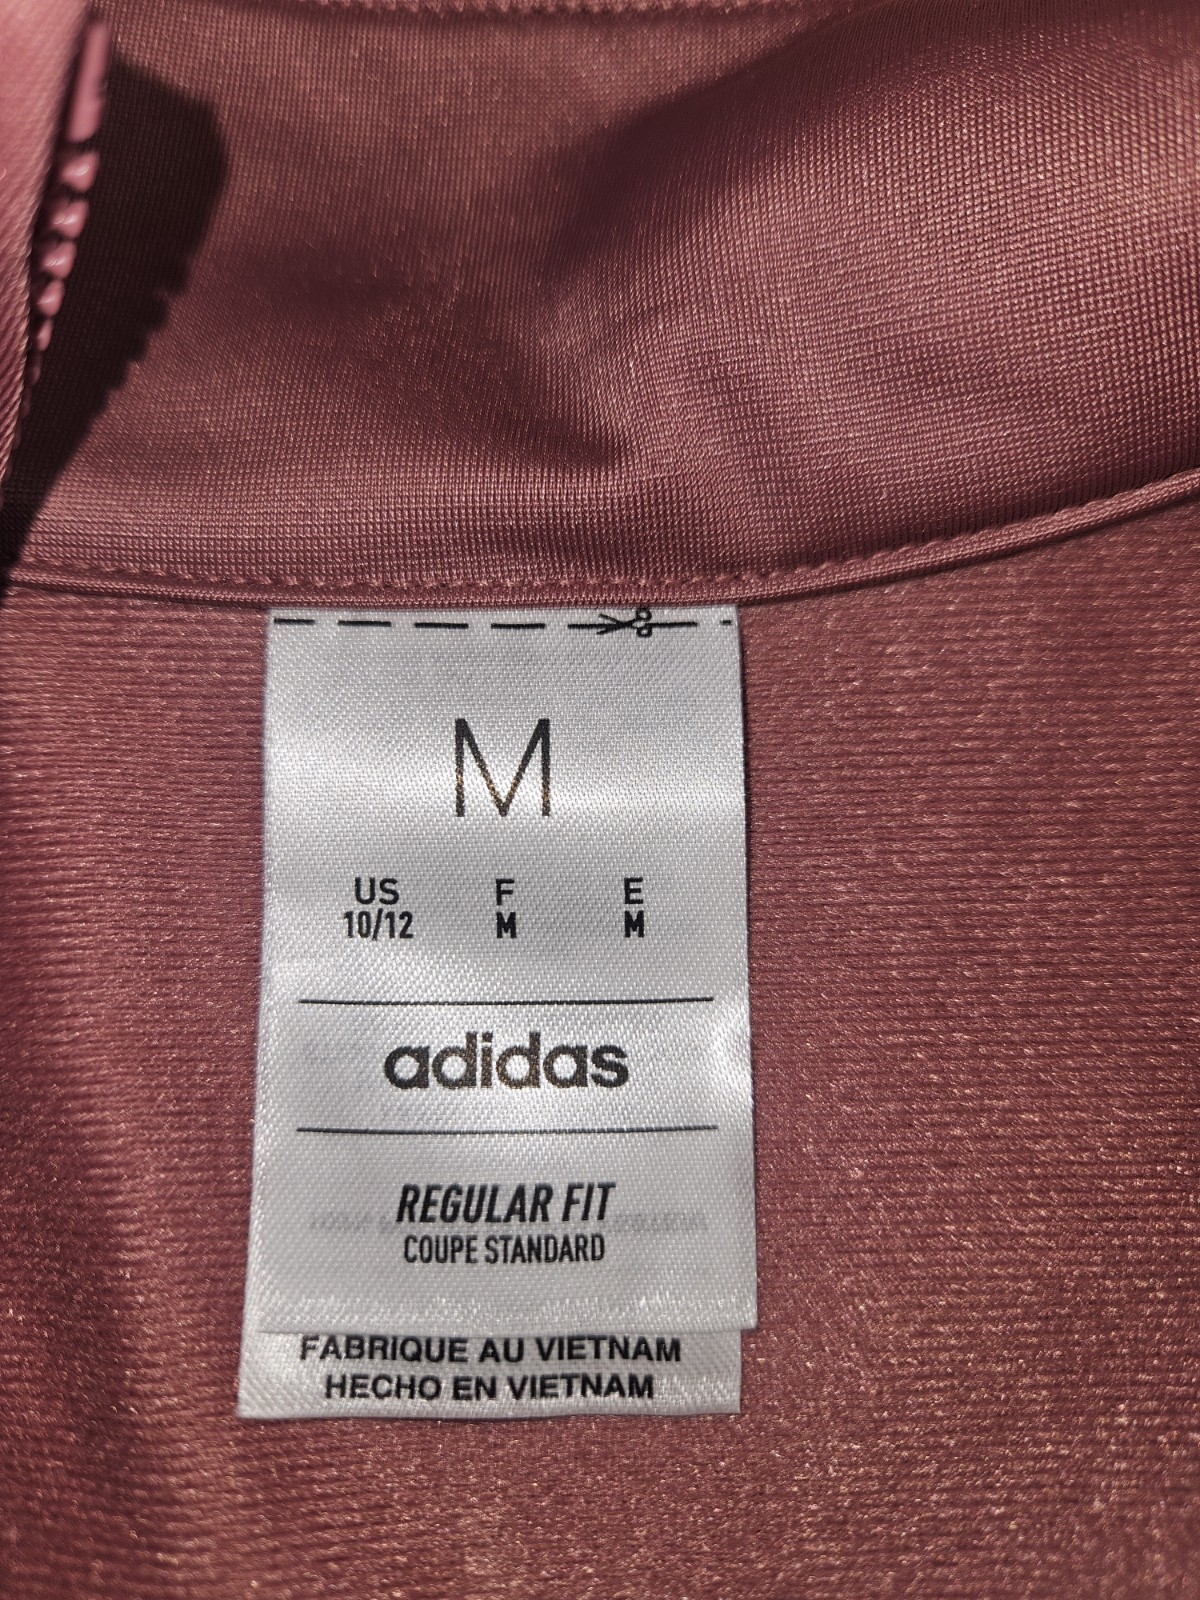 M
US F E
10/12 M M
adidas
REGULAR FIT
COUPE STANDARD
FABRIQUE AU VIETNAM
HECHO EN VIETNAM